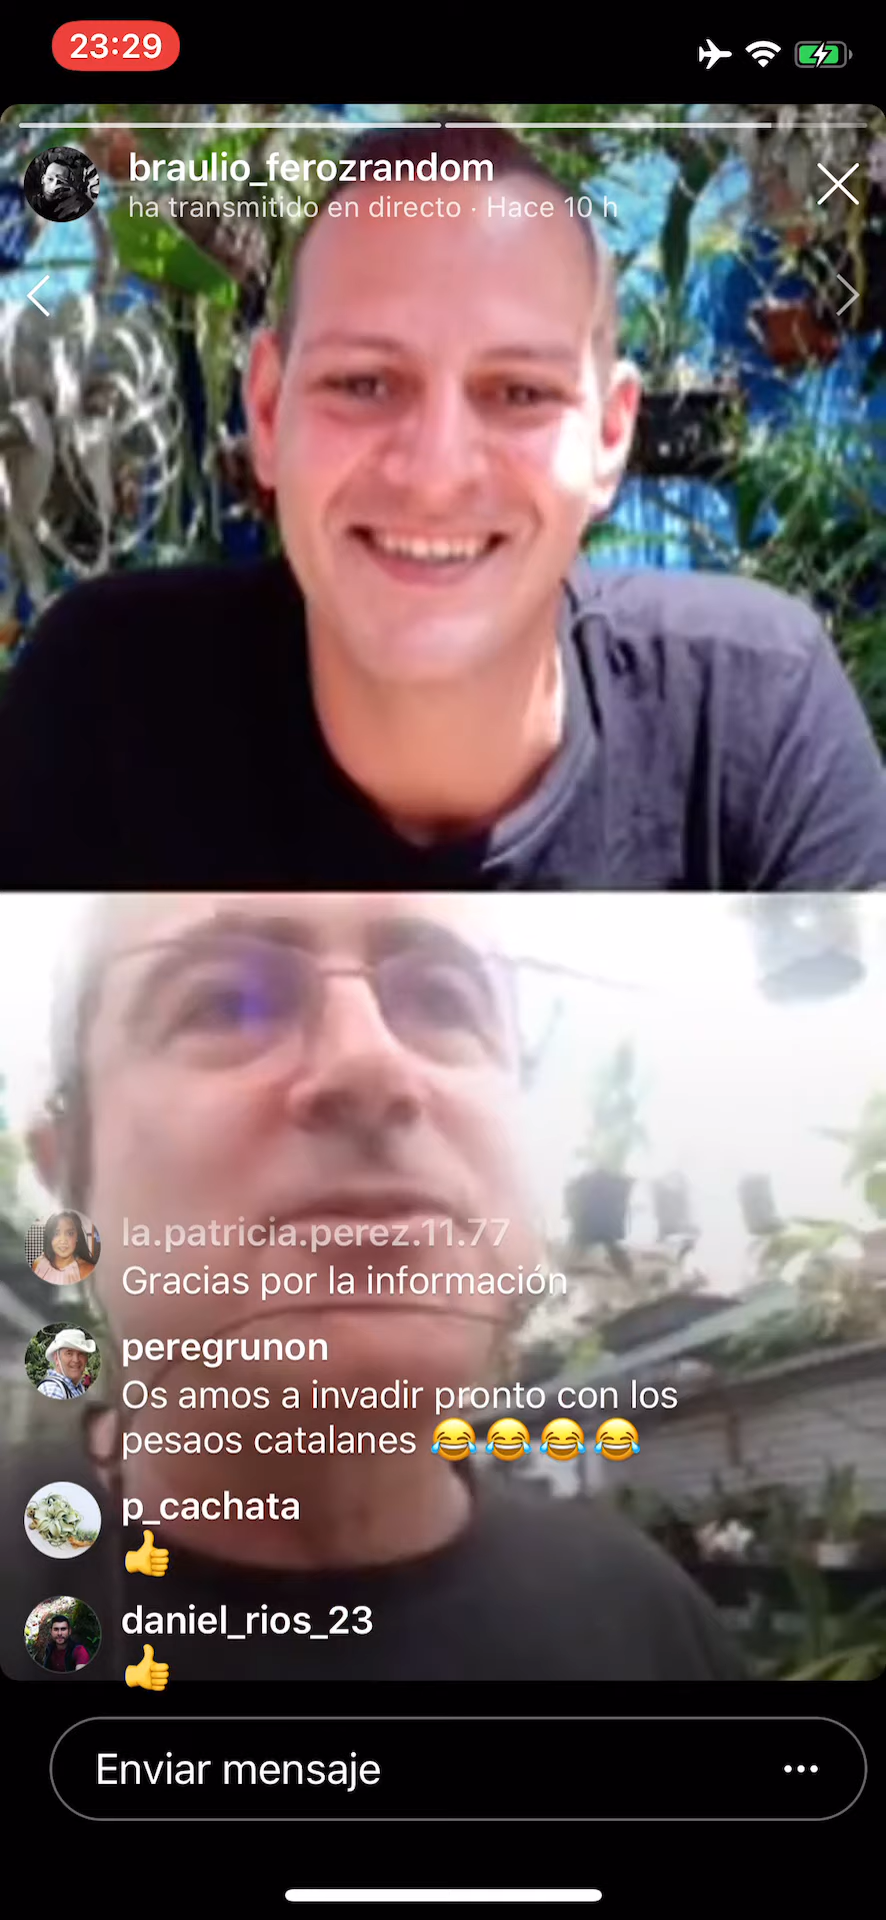 23:29
braulio_ferozrandom
ha transmitido en directo · Hace 10 h
la.patricia.perez.11.77
Gracias por la información
peregrunon
Os amos a invadir pronto con los
pesaos catalanes 😂😂😂😂
p_cachata
👍
daniel_rios_23
👍
Enviar mensaje